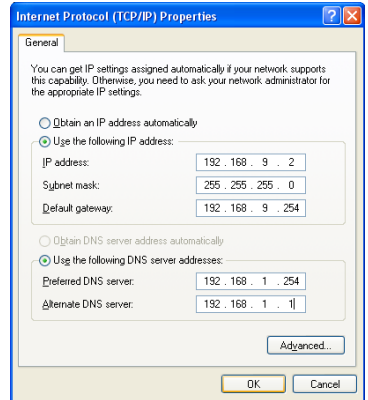 Internet Protocol (TCP/IP) Properties
General
You can get IP settings assigned automatically if your network supports
this capability. Otherwise, you need to ask your network administrator for
the appropriate IP settings.
Obtain an IP address automatically
Use the following IP address:
IP address: 192 . 168 . 9 . 2
Subnet mask: 255 . 255 . 255 . 0
Default gateway: 192 . 168 . 9 . 254
Obtain DNS server address automatically
Use the following DNS server addresses:
Preferred DNS server: 192 . 168 . 1 . 254
Alternate DNS server: 192 . 168 . 1 . 1
Advanced...
OK Cancel